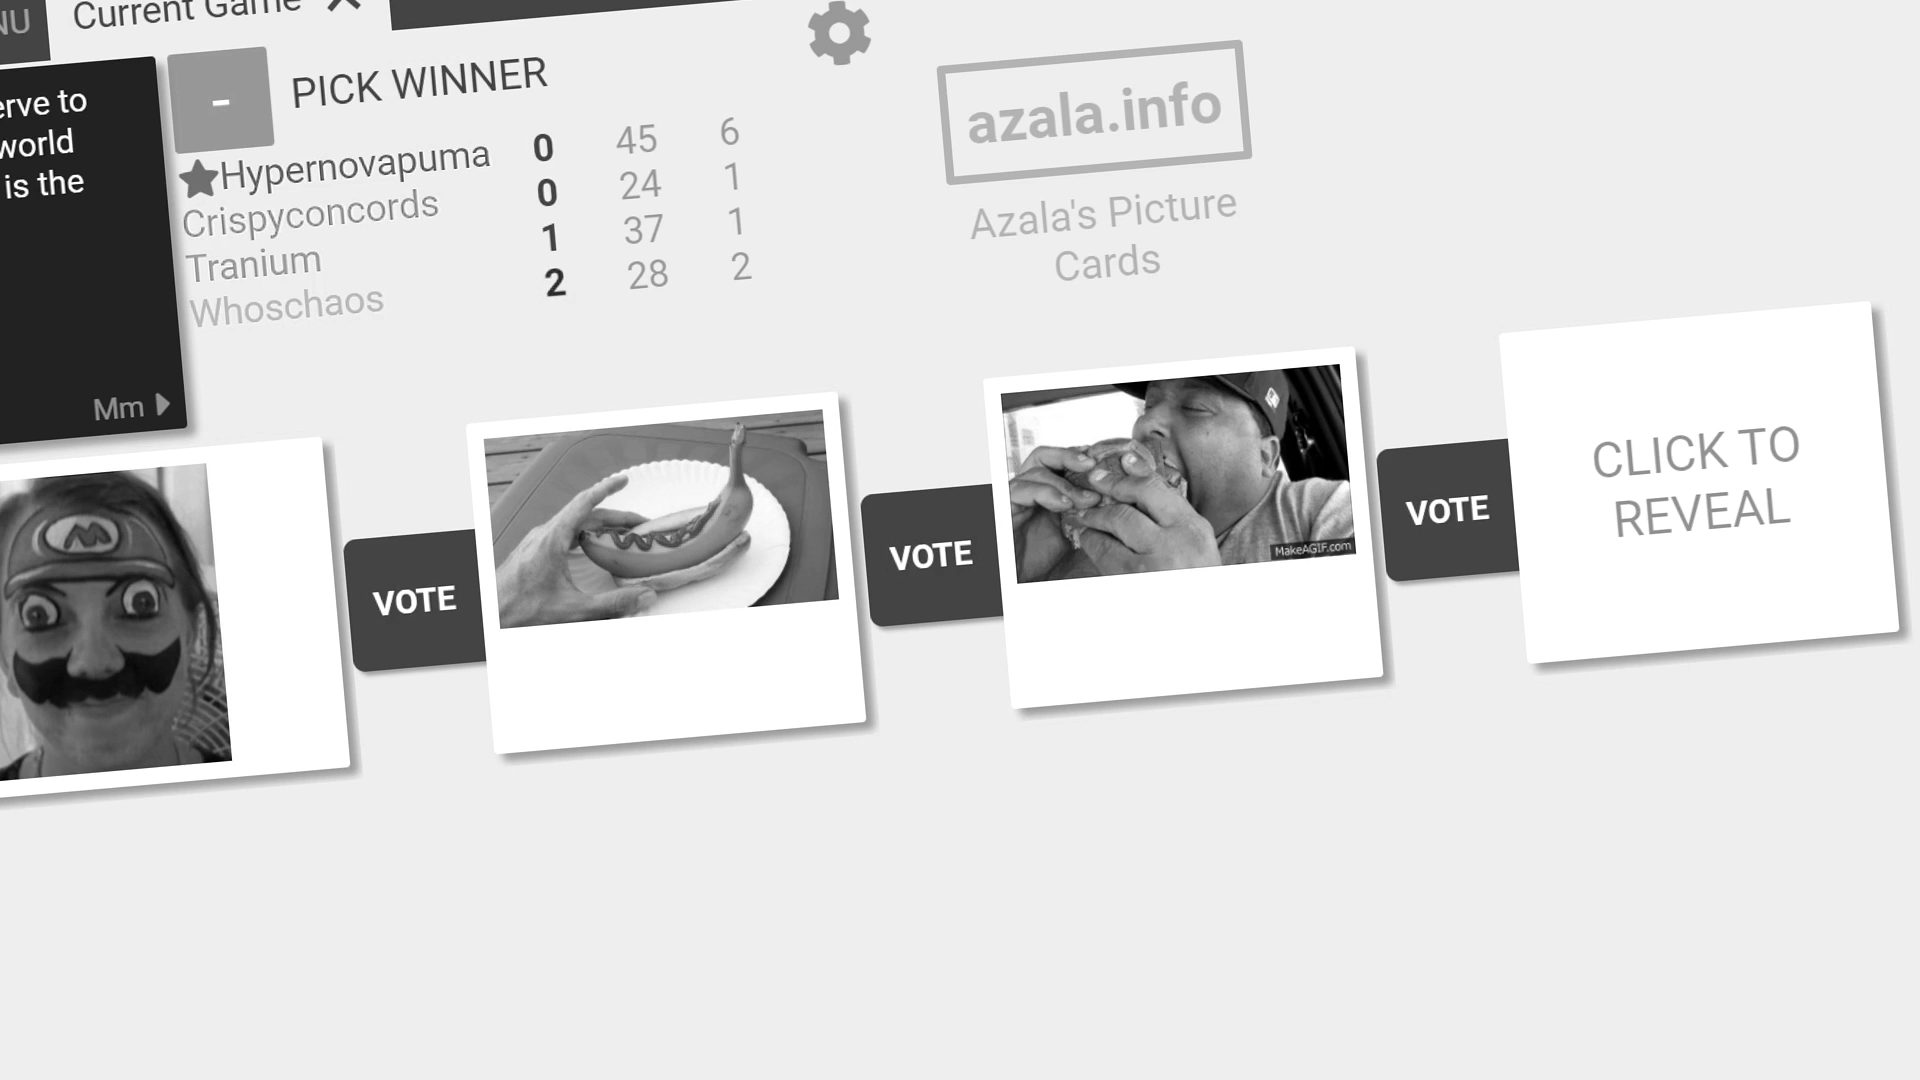 NU
Current Game
erve to
world
is the
Mm
-
PICK WINNER
Hypernovapuma 0 45 6
Crispyconcords 0 24 1
Tranium 1 37 1
Whoschaos 2 28 2
azala.info
Azala's Picture
Cards
M
VOTE
VOTE
MakeAGIF.com
VOTE
CLICK TO
REVEAL